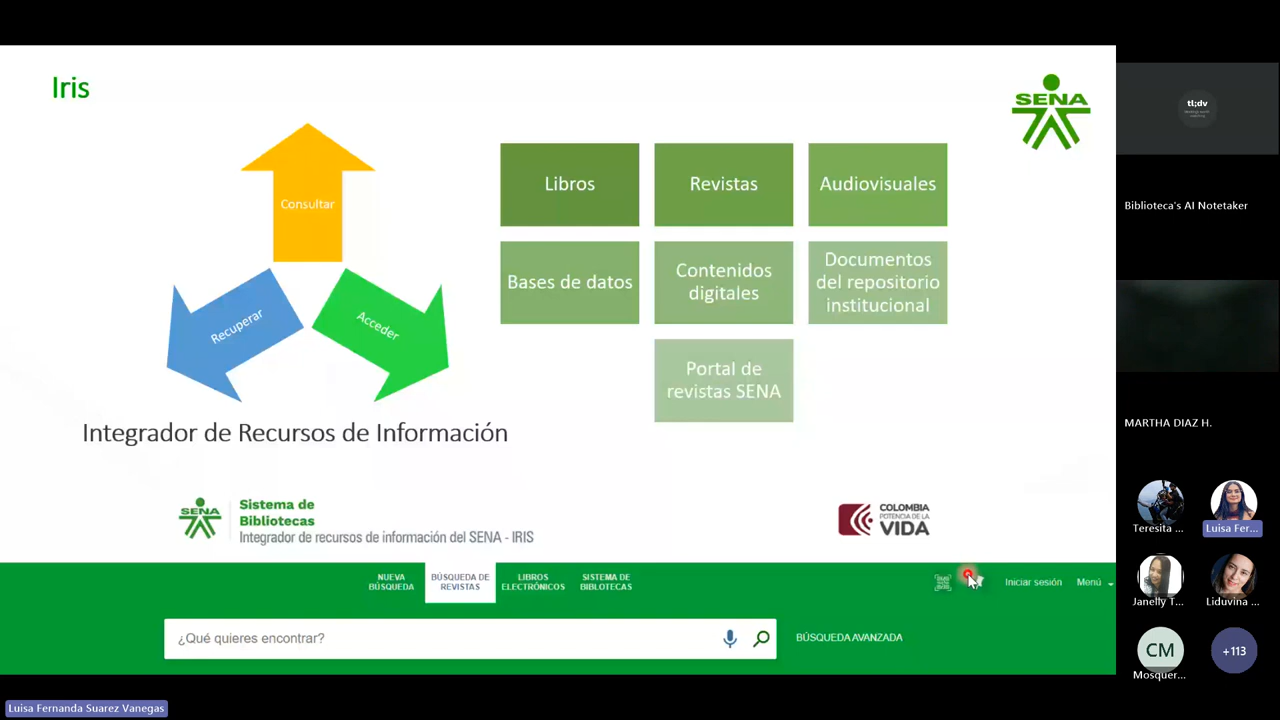 Iris
SENA
Consultar
Recuperar
Acceder
Libros
Revistas
Audiovisuales
Bases de datos
Contenidos
digitales
Documentos
del repositorio
institucional
Portal de
revistas SENA
Integrador de Recursos de Información
SENA
Sistema de
Bibliotecas
Integrador de recursos de información del SENA - IRIS
COLOMBIA
POTENCIA DE LA
VIDA
NUEVA
BÚSQUEDA
BÚSQUEDA DE
REVISTAS
LIBROS
ELECTRÓNICOS
SISTEMA DE
BIBLIOTECAS
Iniciar sesión
Menú
¿Qué quieres encontrar?
BÚSQUEDA AVANZADA
tl;dv
Biblioteca's AI Notetaker
MARTHA DIAZ H.
Teresita ...
Luisa Fer...
Janelly T...
Liduvina ...
CM
Mosquer...
+113
Luisa Fernanda Suarez Vanegas